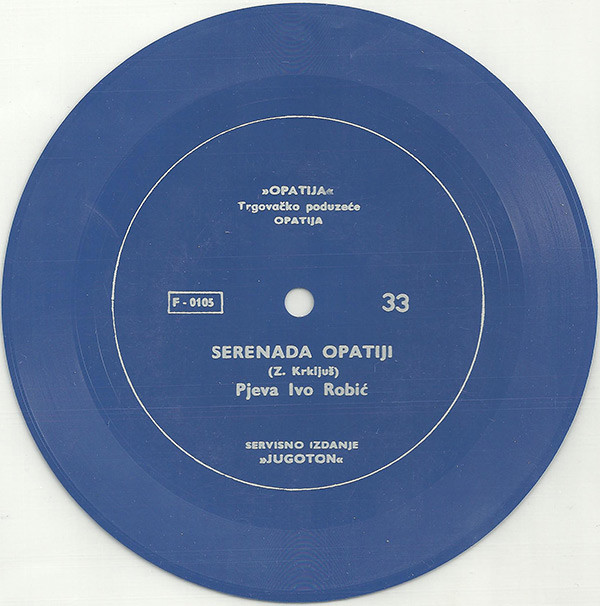 »OPATIJA«
Trgovačko poduzeće
OPATIJA
F - 0105
33
SERENADA OPATIJI
(Z. Krkljuš)
Pjeva Ivo Robić
SERVISNO IZDANJE
»JUGOTON«